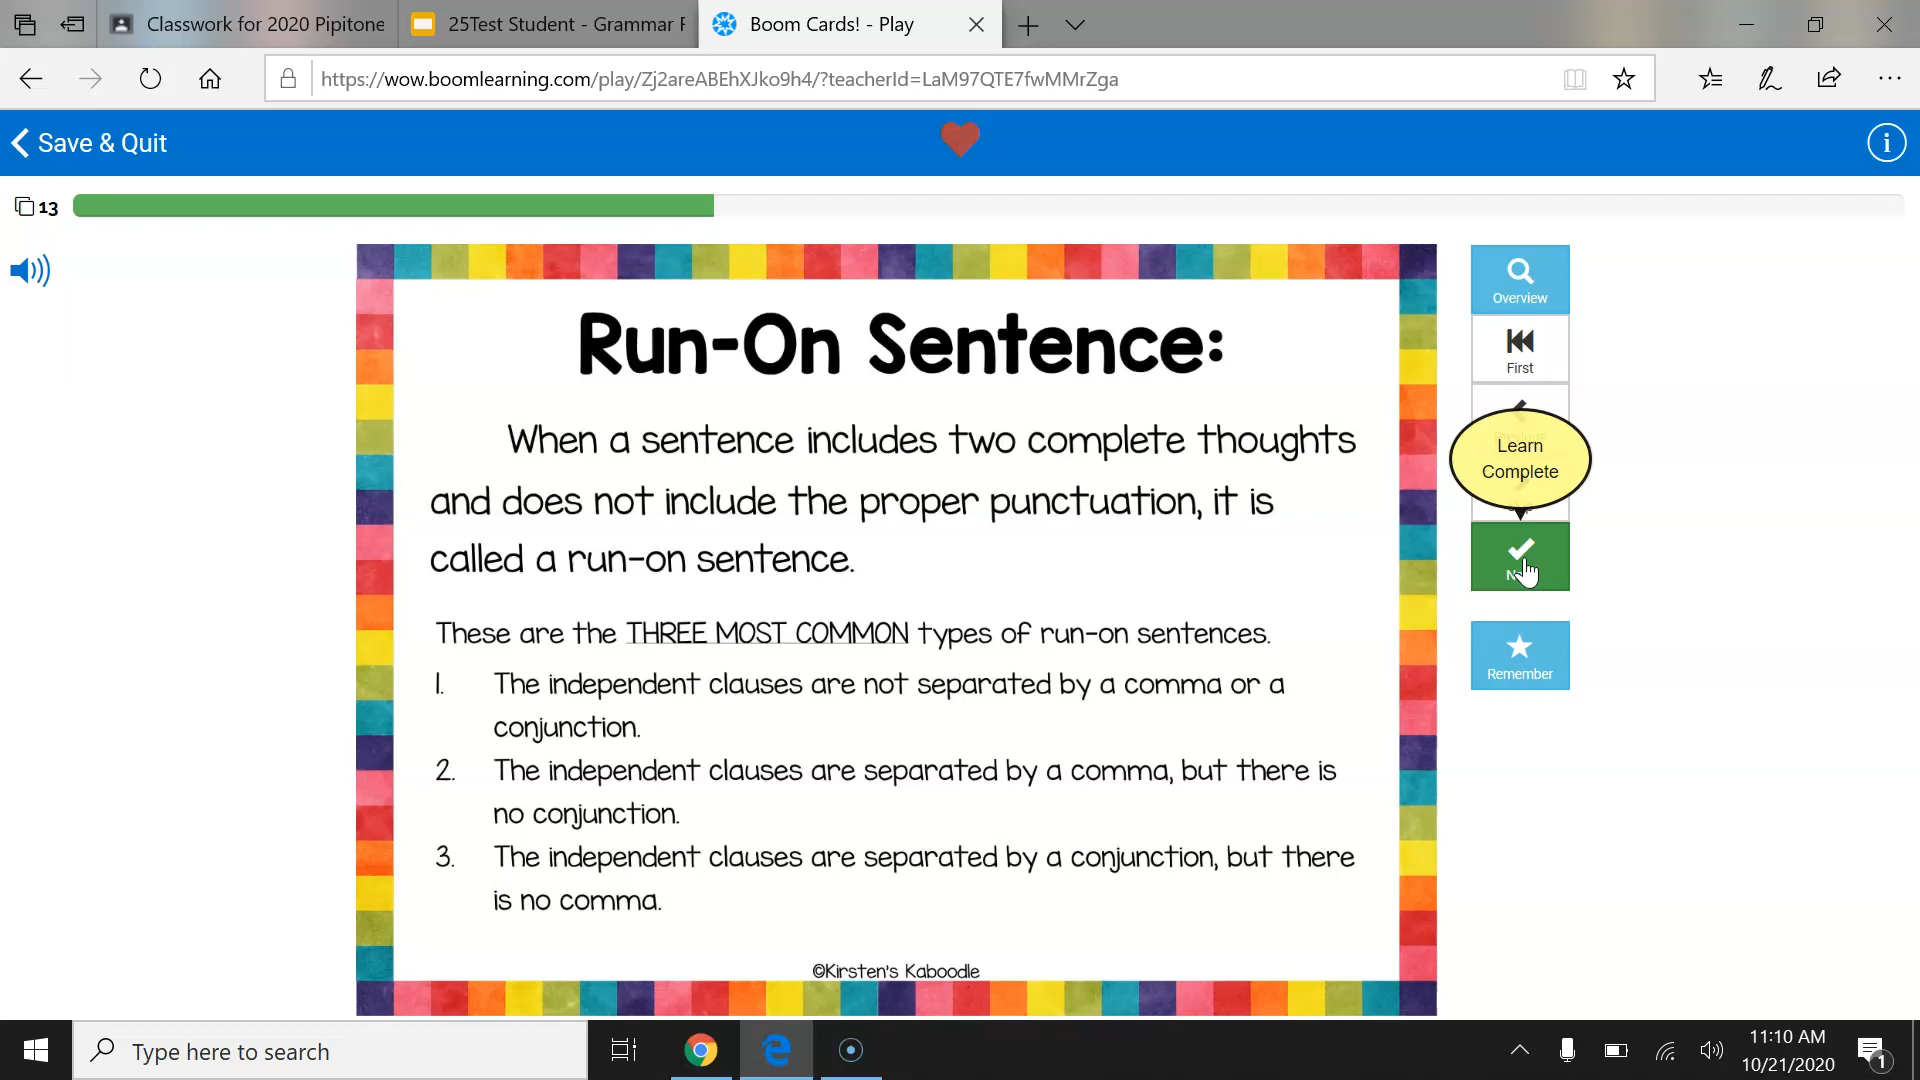 Classwork for 2020 Pipitone
25Test Student - Grammar F
Boom Cards! - Play
https://wow.boomlearning.com/play/Zj2areABEhXJko9h4/?teacherId=LaM97QTE7fwMMrZga
Save & Quit
i
13
Run-On Sentence:
When a sentence includes two complete thoughts
and does not include the proper punctuation, it is
called a run-on sentence.
These are the THREE MOST COMMON types of run-on sentences.
1. The independent clauses are not separated by a comma or a
conjunction.
2. The independent clauses are separated by a comma, but there is
no conjunction.
3. The independent clauses are separated by a conjunction, but there
is no comma.
©Kirsten's Kaboodle
Overview
First
Learn
Complete
Remember
Type here to search
11:10 AM
10/21/2020
1